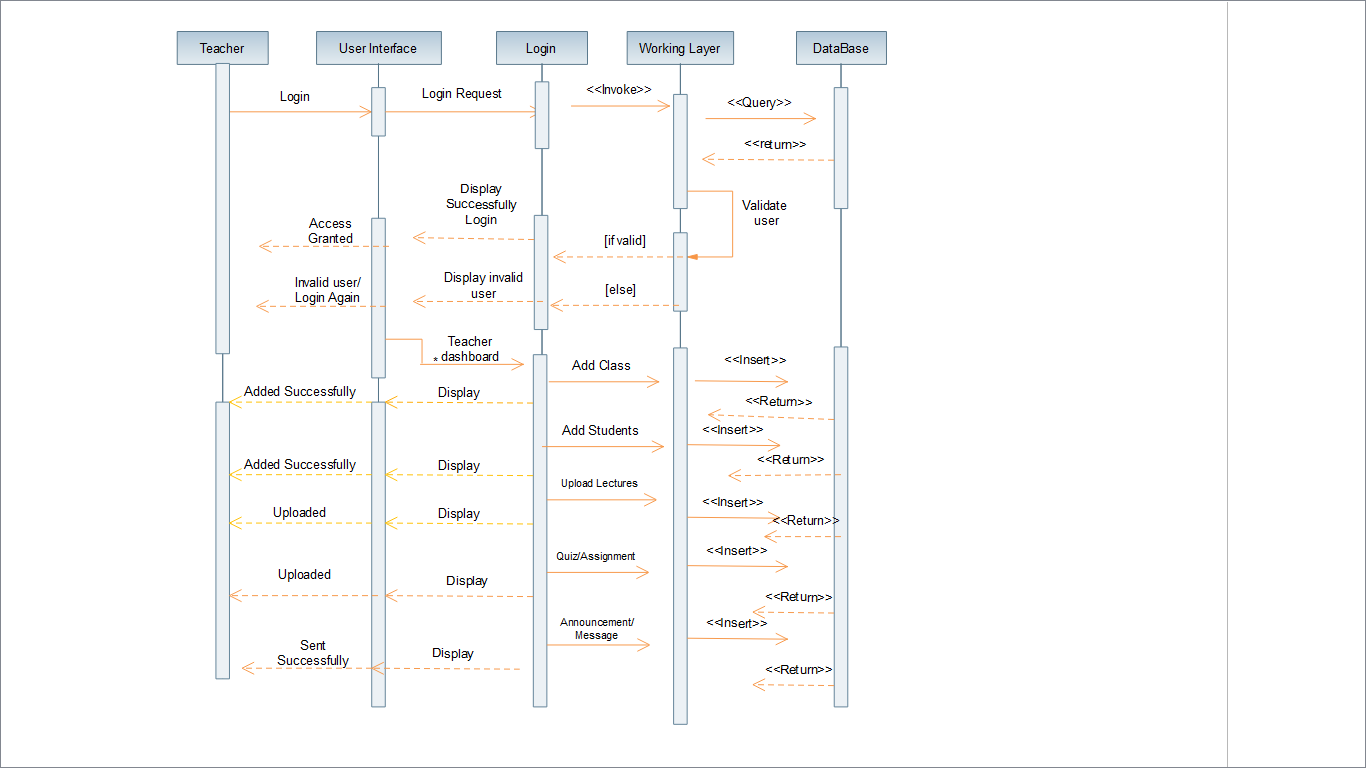 Teacher
User Interface
Login
Working Layer
DataBase
Login
Login Request
<<Invoke>>
<<Query>>
<<return>>
Display
Successfully
Login
Validate
user
Access
Granted
[if valid]
Invalid user/
Login Again
Display invalid
user
[else]
Teacher
* dashboard
Add Class
<<Insert>>
Added Successfully
Display
<<Return>>
Add Students
<<Insert>>
Added Successfully
Display
<<Return>>
Upload Lectures
<<Insert>>
Uploaded
Display
<<Return>>
Quiz/Assignment
<<Insert>>
Uploaded
Display
<<Return>>
Announcement/
Message
<<Insert>>
Sent
Successfully
Display
<<Return>>